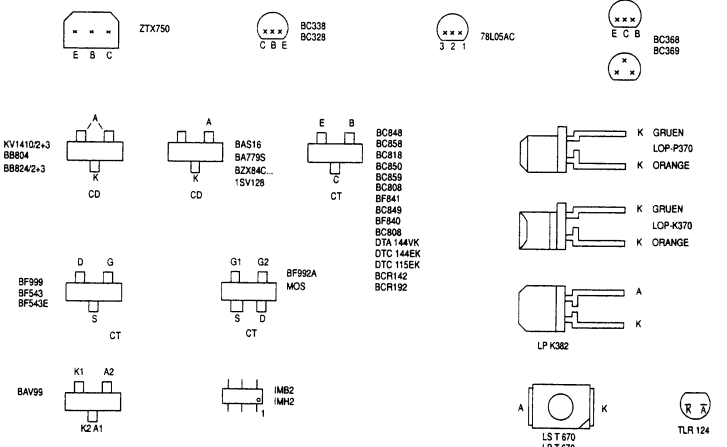 ZTX750
E B C
BC338
BC328
C B E
78L05AC
3 2 1
E C B
BC368
BC369
A
KV1410/2+3
BB804
BB824/2+3
K
CD
A
BAS16
BA779S
BZX84C...
1SV128
K
CD
E B
C
CT
BC848
BC858
BC818
BC850
BC859
BC808
BF841
BC849
BF840
BC808
DTA 144VK
DTC 144EK
DTC 115EK
BCR142
BCR192
K GRUEN
LOP-P370
K ORANGE
K GRUEN
LOP-K370
K ORANGE
D G
BF999
BF543
BF543E
S
CT
G1 G2
BF992A
MOS
S D
CT
A
K
LP K382
K1 A2
BAV99
K2 A1
IMB2
IMH2
1
A K
LS T 670
LP T 670
R A
TLR 124